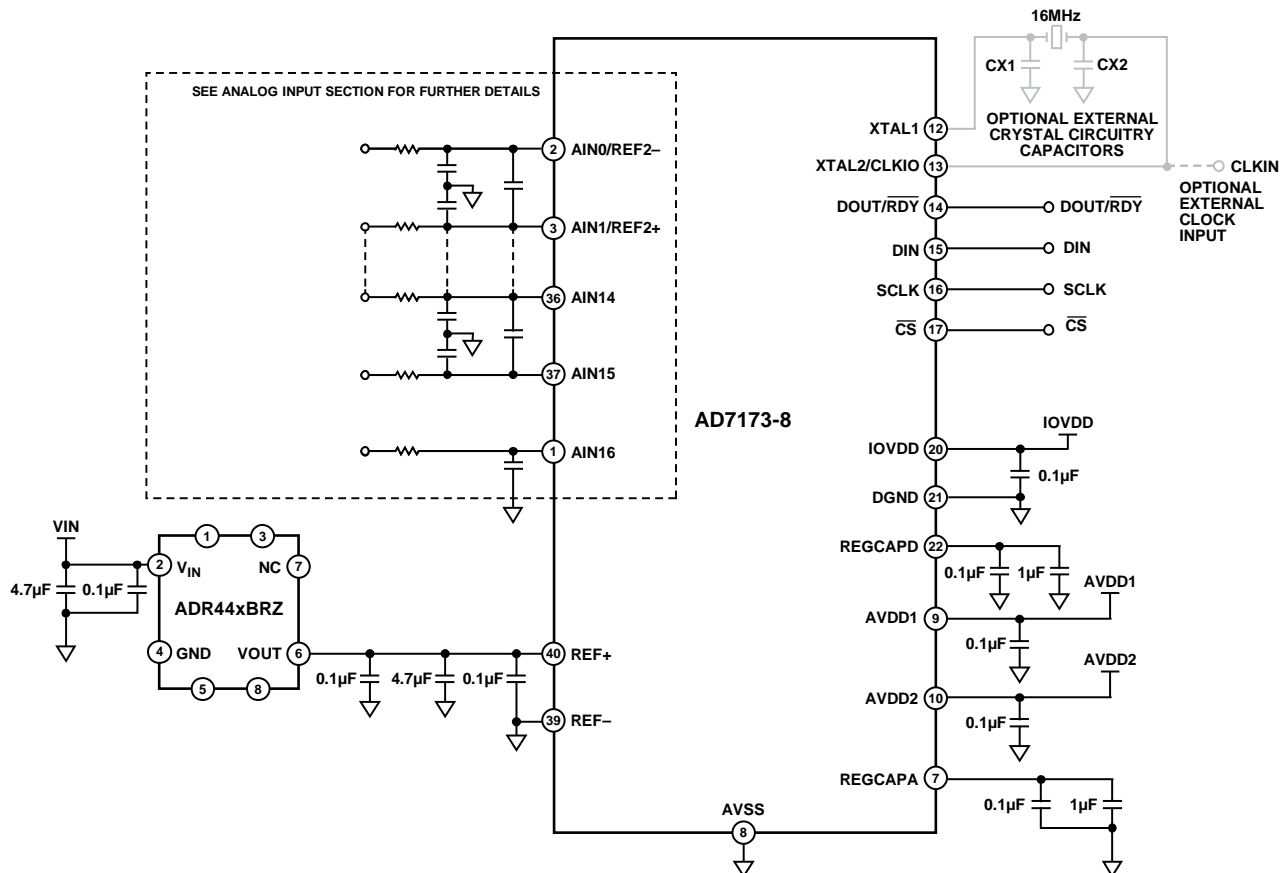 16MHz
CX1
CX2
SEE ANALOG INPUT SECTION FOR FURTHER DETAILS
OPTIONAL EXTERNAL
CRYSTAL CIRCUITRY
CAPACITORS
XTAL1
12
2
AIN0/REF2–
XTAL2/CLKIO
13
CLKIN
OPTIONAL
EXTERNAL
CLOCK
INPUT
DOUT/RDY
14
DOUT/RDY
3
AIN1/REF2+
DIN
15
DIN
SCLK
16
SCLK
36
AIN14
CS
17
CS
37
AIN15
AD7173-8
1
AIN16
IOVDD
20
IOVDD
0.1µF
DGND
21
REGCAPD
22
0.1µF
1µF
VIN
1
3
2
VIN
NC
7
4.7µF
0.1µF
ADR44xBRZ
4
GND
VOUT
6
5
8
0.1µF
4.7µF
0.1µF
40
REF+
39
REF–
AVDD1
9
AVDD1
0.1µF
AVDD2
10
AVDD2
0.1µF
REGCAPA
7
0.1µF
1µF
AVSS
8